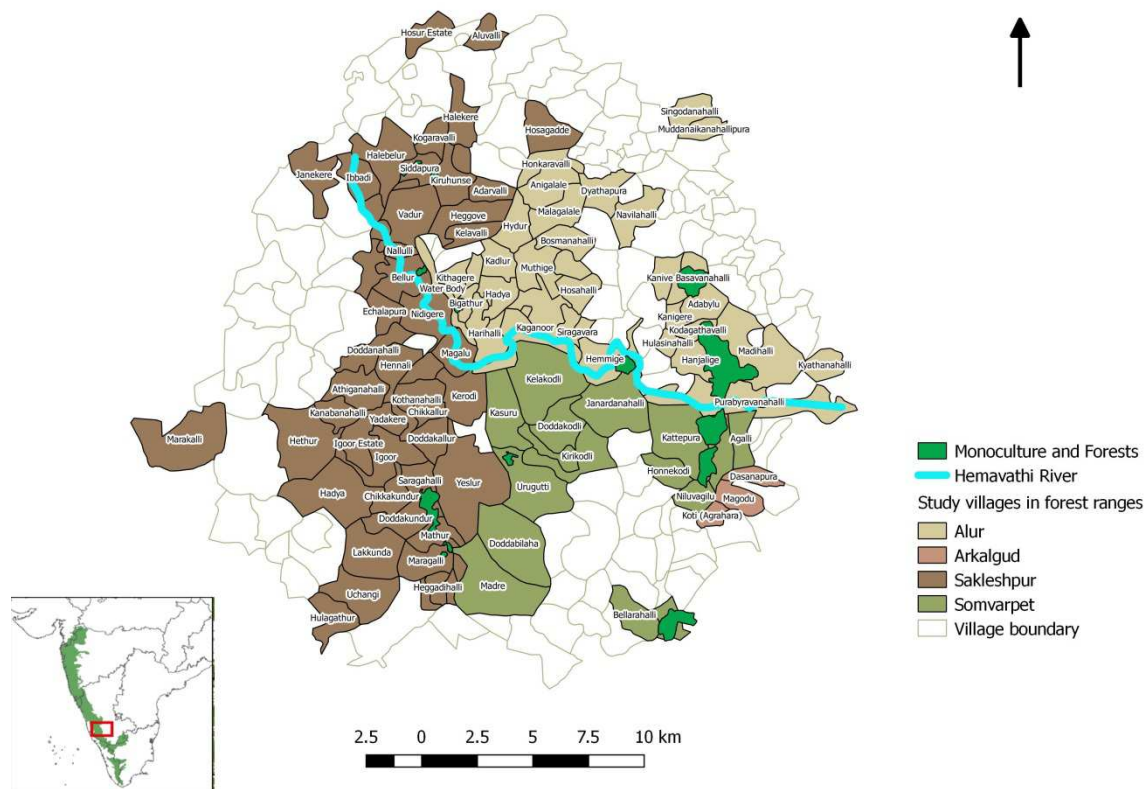 Hosur Estate
Aluvalli
Halekere
Singodanahalli
Muddanaikanahallipura
Kogaravalli
Hosagadde
Halebelur
Siddapura
Honkaravalli
Janekere
Ibbadi
Kiruhunse
Adarvalli
Anigalale
Dyathapura
Vadur
Heggove
Malagalale
Navilahalli
Kelavalli
Hydur
Bosmanahalli
Nallulli
Kadlur
Muthige
Bellur
Kithagere
Kanive Basavanahalli
Water Body
Hadya
Hosahalli
Bigathur
Adabylu
Echalapura
Nidigere
Kanigere
Harihalli
Kaganoor
Siragavara
Kodagathavalli
Hulasinahalli
Doddanahalli
Magalu
Hemmige
Hanjalige
Madihalli
Hennali
Kyathanahalli
Kelakodli
Athiganahalli
Kothanahalli
Kerodi
Janardanahalli
Purabyravanahalli
Kanabanahalli
Chikkallur
Kasuru
Yadakere
Doddakodli
Marakalli
Hethur
Igoor Estate
Doddakallur
Kattepura
Agalli
Igoor
Kirikodli
Honnekodi
Saragahalli
Yeslur
Urugutti
Dasanapura
Hadya
Chikkakundur
Niluvagilu
Magodu
Doddakundur
Koti (Agrahara)
Mathur
Doddabilaha
Lakkunda
Maragalli
Uchangi
Heggadihalli
Madre
Hulagathur
Bellarahalli
Monoculture and Forests
Hemavathi River
Study villages in forest ranges
Alur
Arkalgud
Sakleshpur
Somvarpet
Village boundary
2.5 0 2.5 5 7.5 10 km